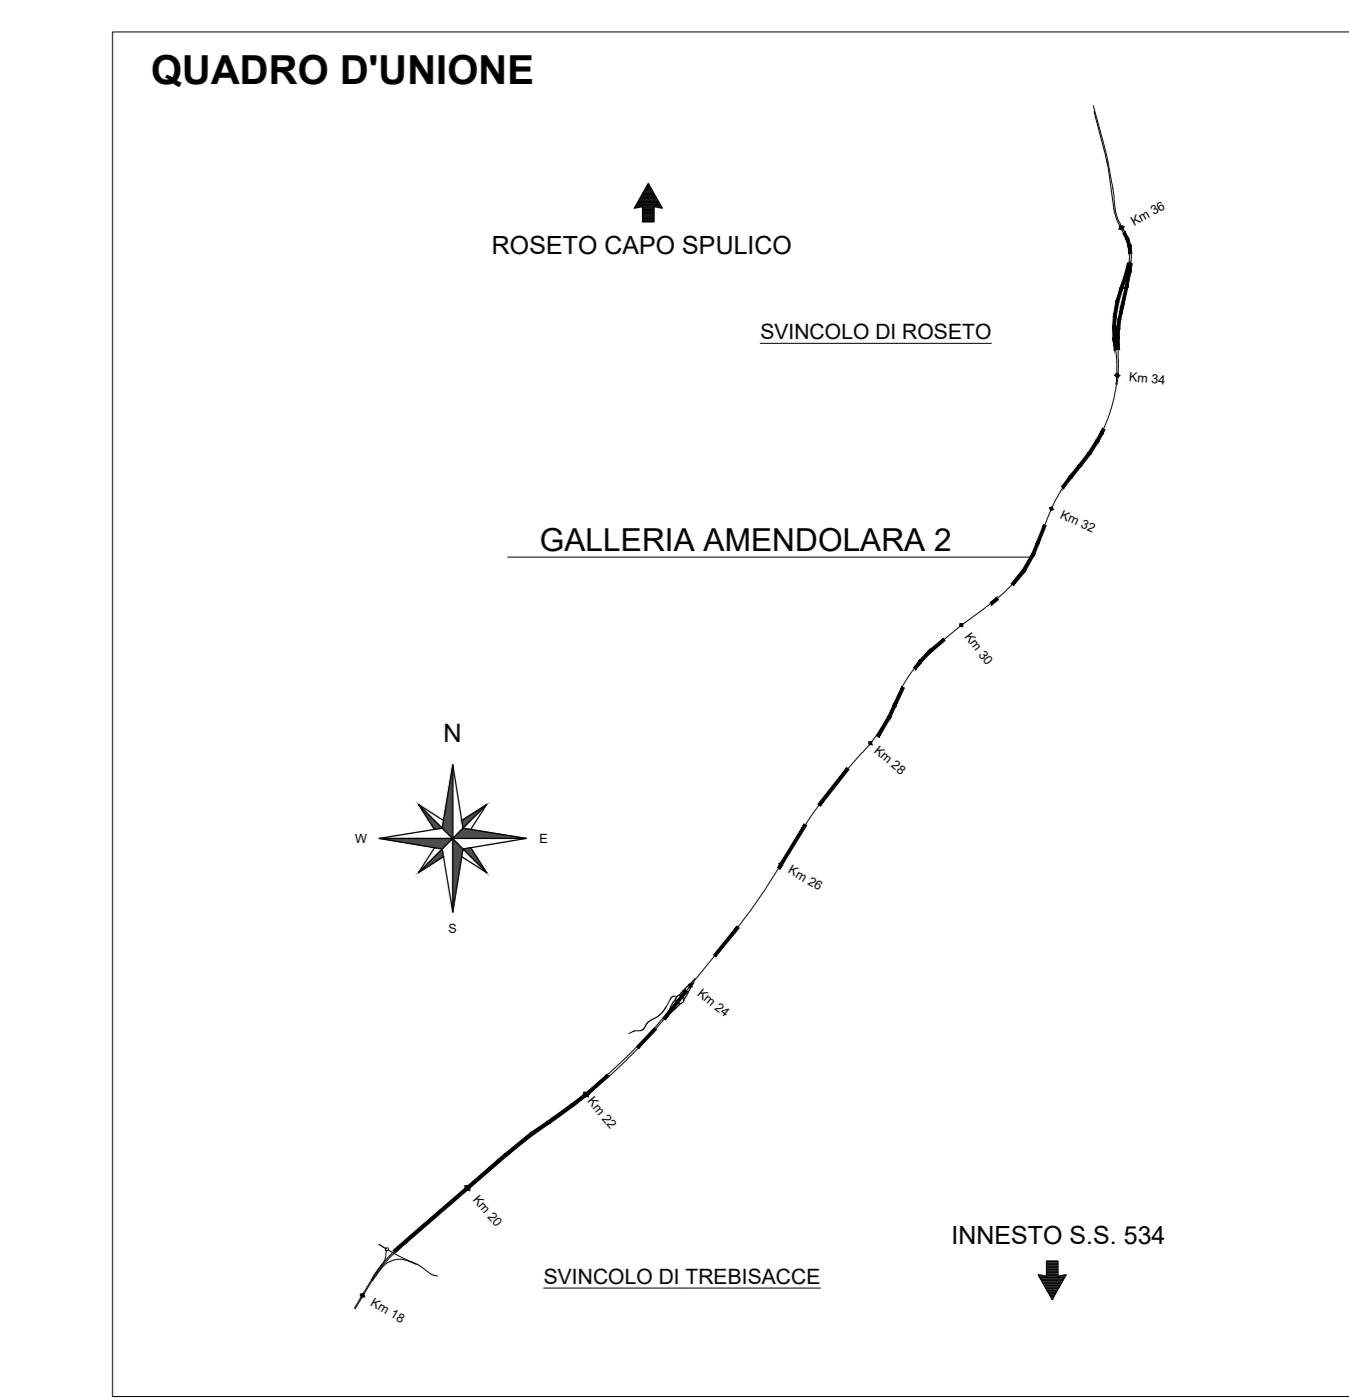 QUADRO D'UNIONE
Km 36
ROSETO CAPO SPULICO
SVINCOLO DI ROSETO
Km 34
Km 32
GALLERIA AMENDOLARA 2
Km 30
N
Km 28
W
E
Km 26
S
Km 24
Km 22
Km 20
INNESTO S.S. 534
SVINCOLO DI TREBISACCE
Km 18